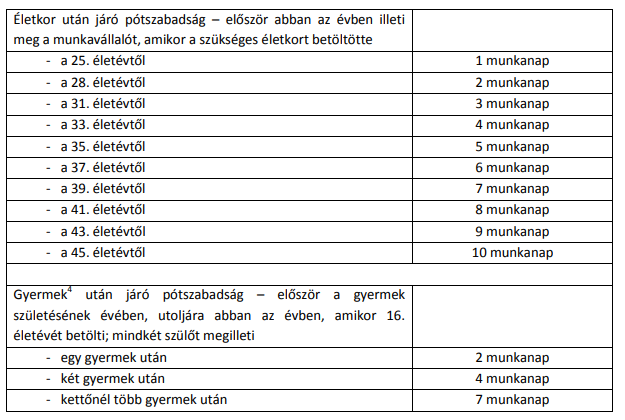 Életkor után járó pótszabadság – először abban az évben illeti
meg a munkavállalót, amikor a szükséges életkort betöltötte
- a 25. életévtől 1 munkanap
- a 28. életévtől 2 munkanap
- a 31. életévtől 3 munkanap
- a 33. életévtől 4 munkanap
- a 35. életévtől 5 munkanap
- a 37. életévtől 6 munkanap
- a 39. életévtől 7 munkanap
- a 41. életévtől 8 munkanap
- a 43. életévtől 9 munkanap
- a 45. életévtől 10 munkanap
Gyermek⁴ után járó pótszabadság – először a gyermek
születésének évében, utoljára abban az évben, amikor 16.
életévét betölti; mindkét szülőt megilleti
- egy gyermek után 2 munkanap
- két gyermek után 4 munkanap
- kettőnél több gyermek után 7 munkanap